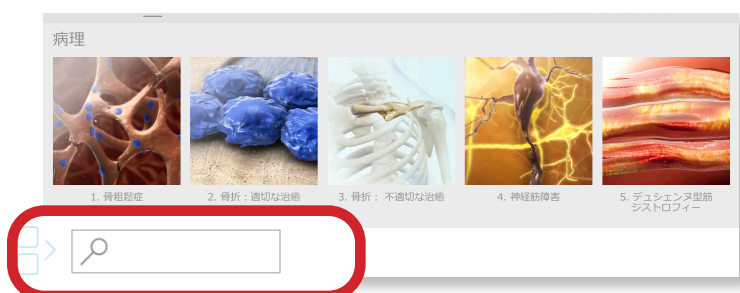 病理
1. 骨粗鬆症
2. 骨折：適切な治癒
3. 骨折： 不適切な治癒
4. 神経筋障害
5. デュシェンヌ型筋
ジストロフィー